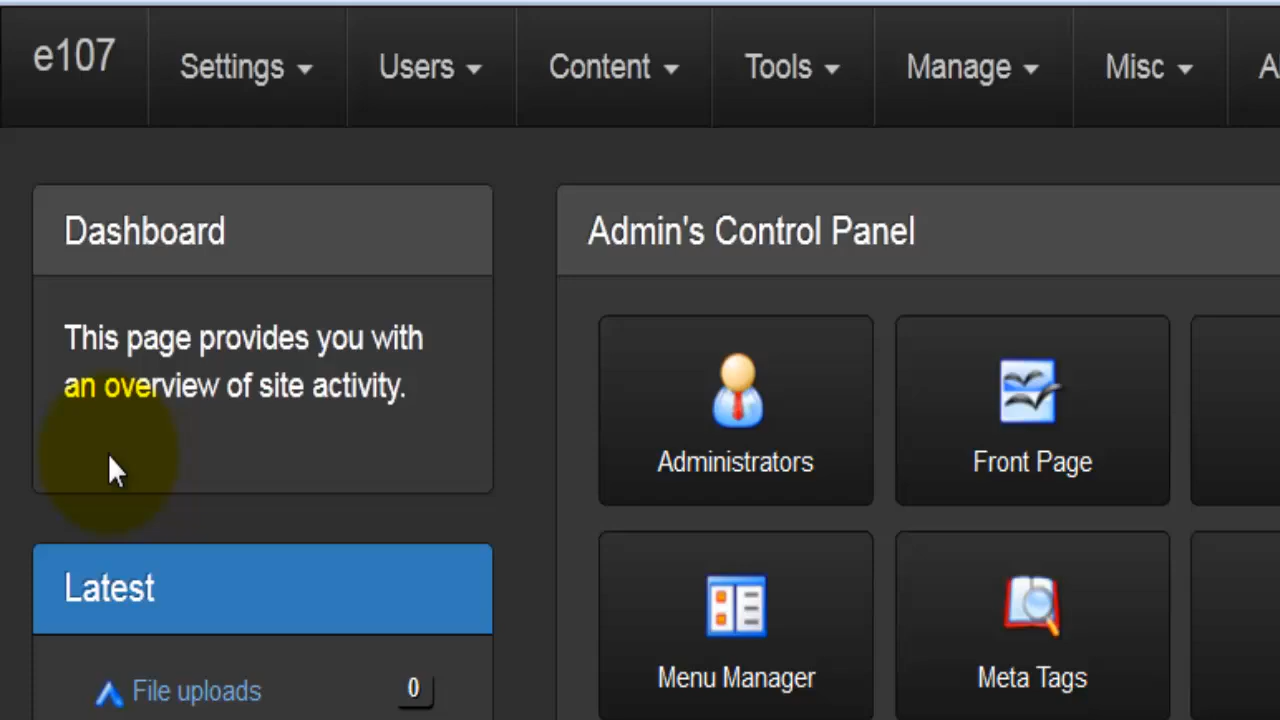 e107
Settings
Users
Content
Tools
Manage
Misc
Dashboard
This page provides you with
an overview of site activity.
Latest
File uploads 0
Admin's Control Panel
Administrators
Front Page
Menu Manager
Meta Tags